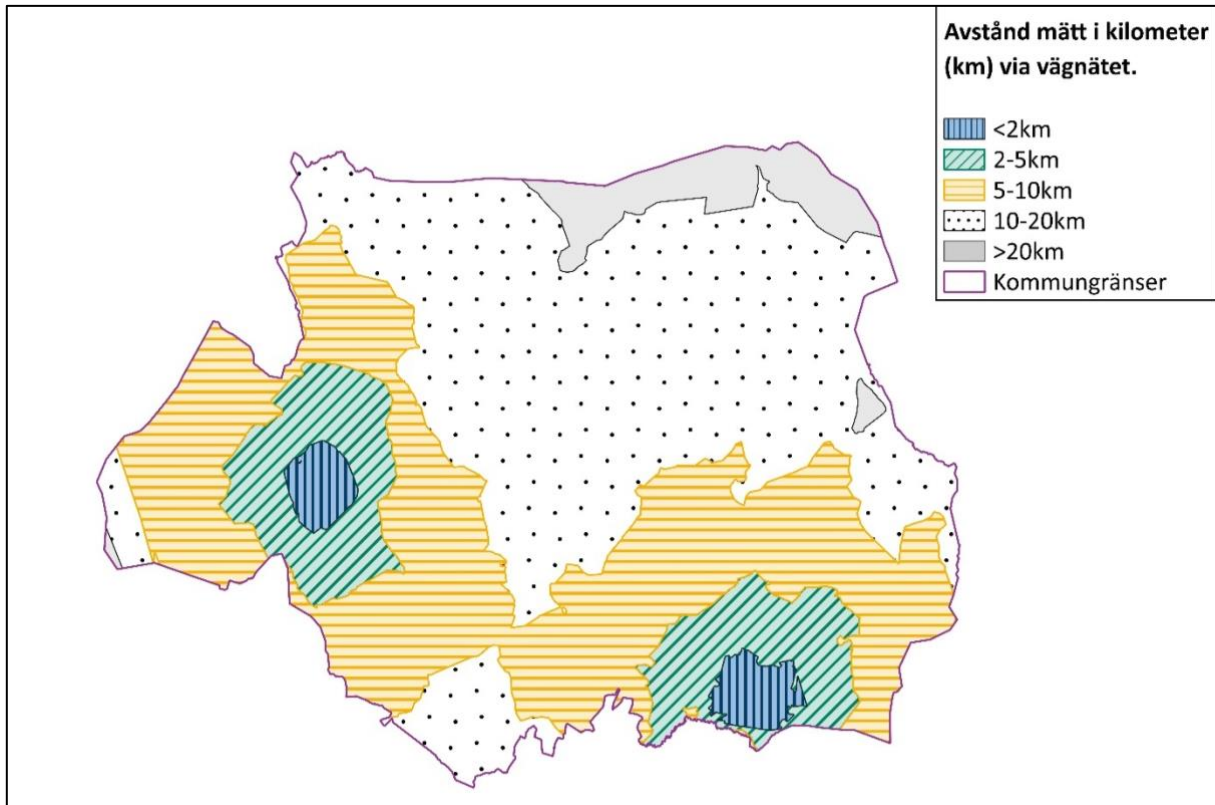 Avstånd mätt i kilometer
(km) via vägnätet.
<2km
2-5km
5-10km
10-20km
>20km
Kommungränser